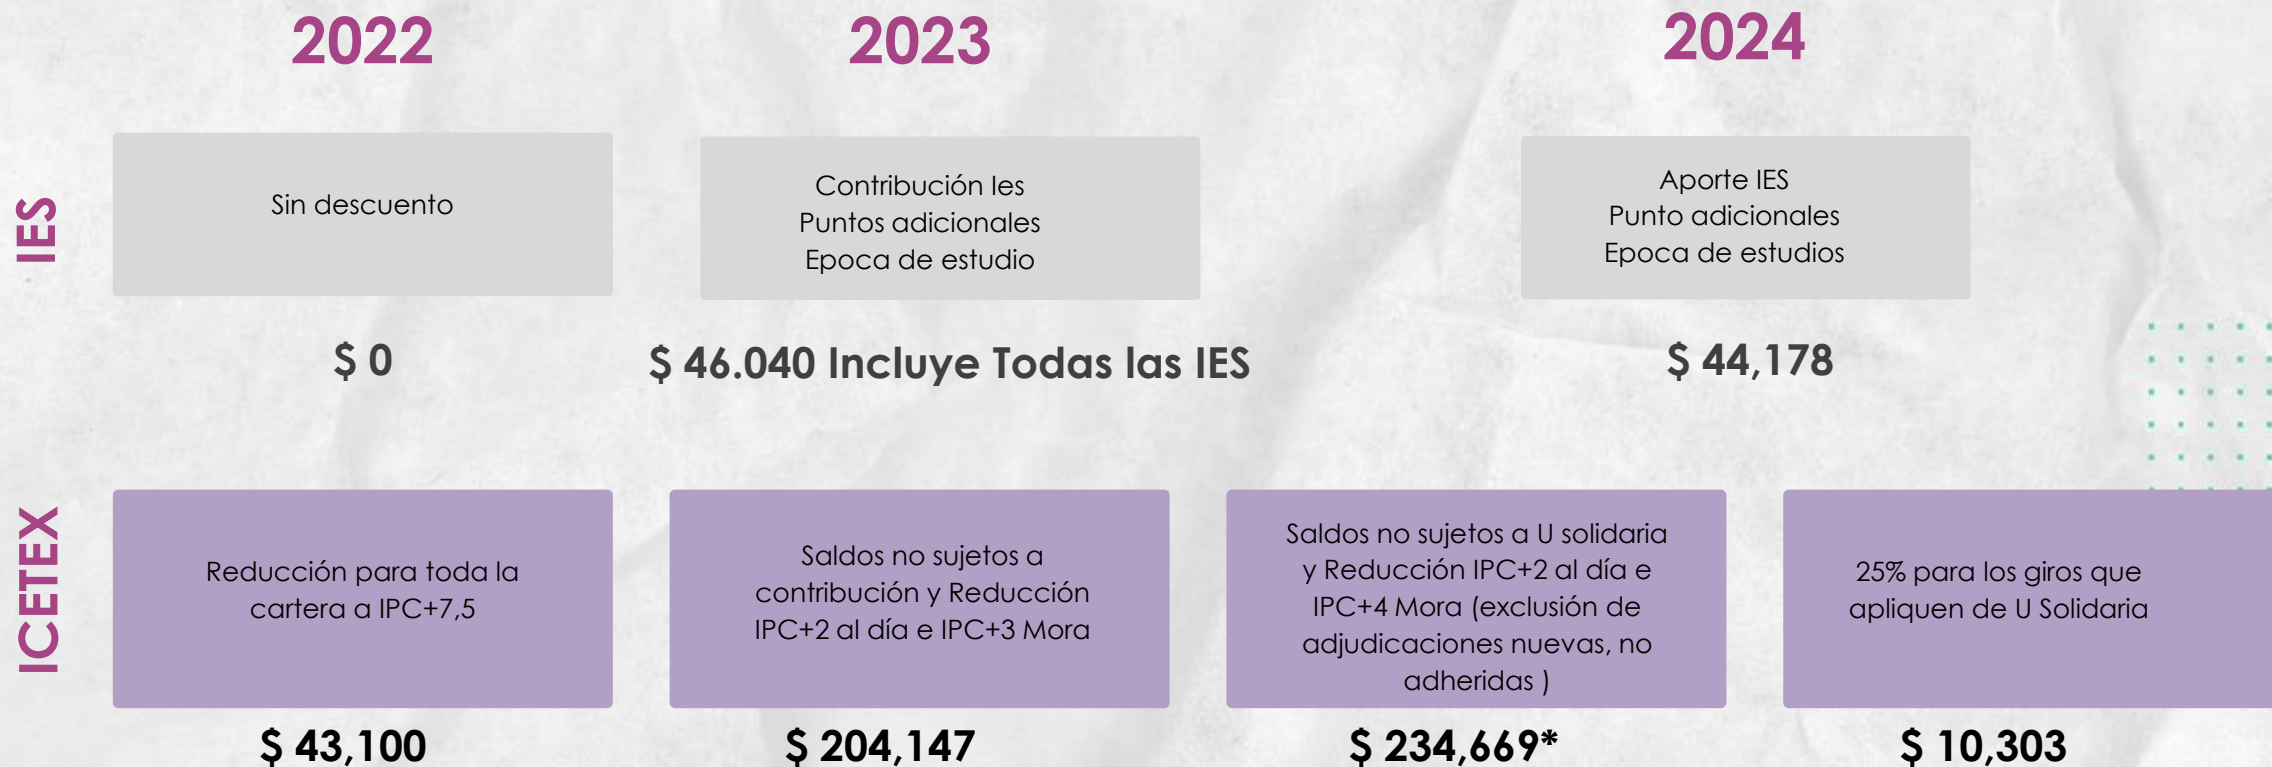 2022
2023
2024
IES
Sin descuento
Contribución Ies
Puntos adicionales
Epoca de estudio
Aporte IES
Punto adicionales
Epoca de estudios
$ 0
$ 46.040 Incluye Todas las IES
$ 44,178
ICETEX
Reducción para toda la
cartera a IPC+7,5
Saldos no sujetos a
contribución y Reducción
IPC+2 al día e IPC+3 Mora
Saldos no sujetos a U solidaria
y Reducción IPC+2 al día e
IPC+4 Mora (exclusión de
adjudicaciones nuevas, no
adheridas )
25% para los giros que
apliquen de U Solidaria
$ 43,100
$ 204,147
$ 234,669*
$ 10,303